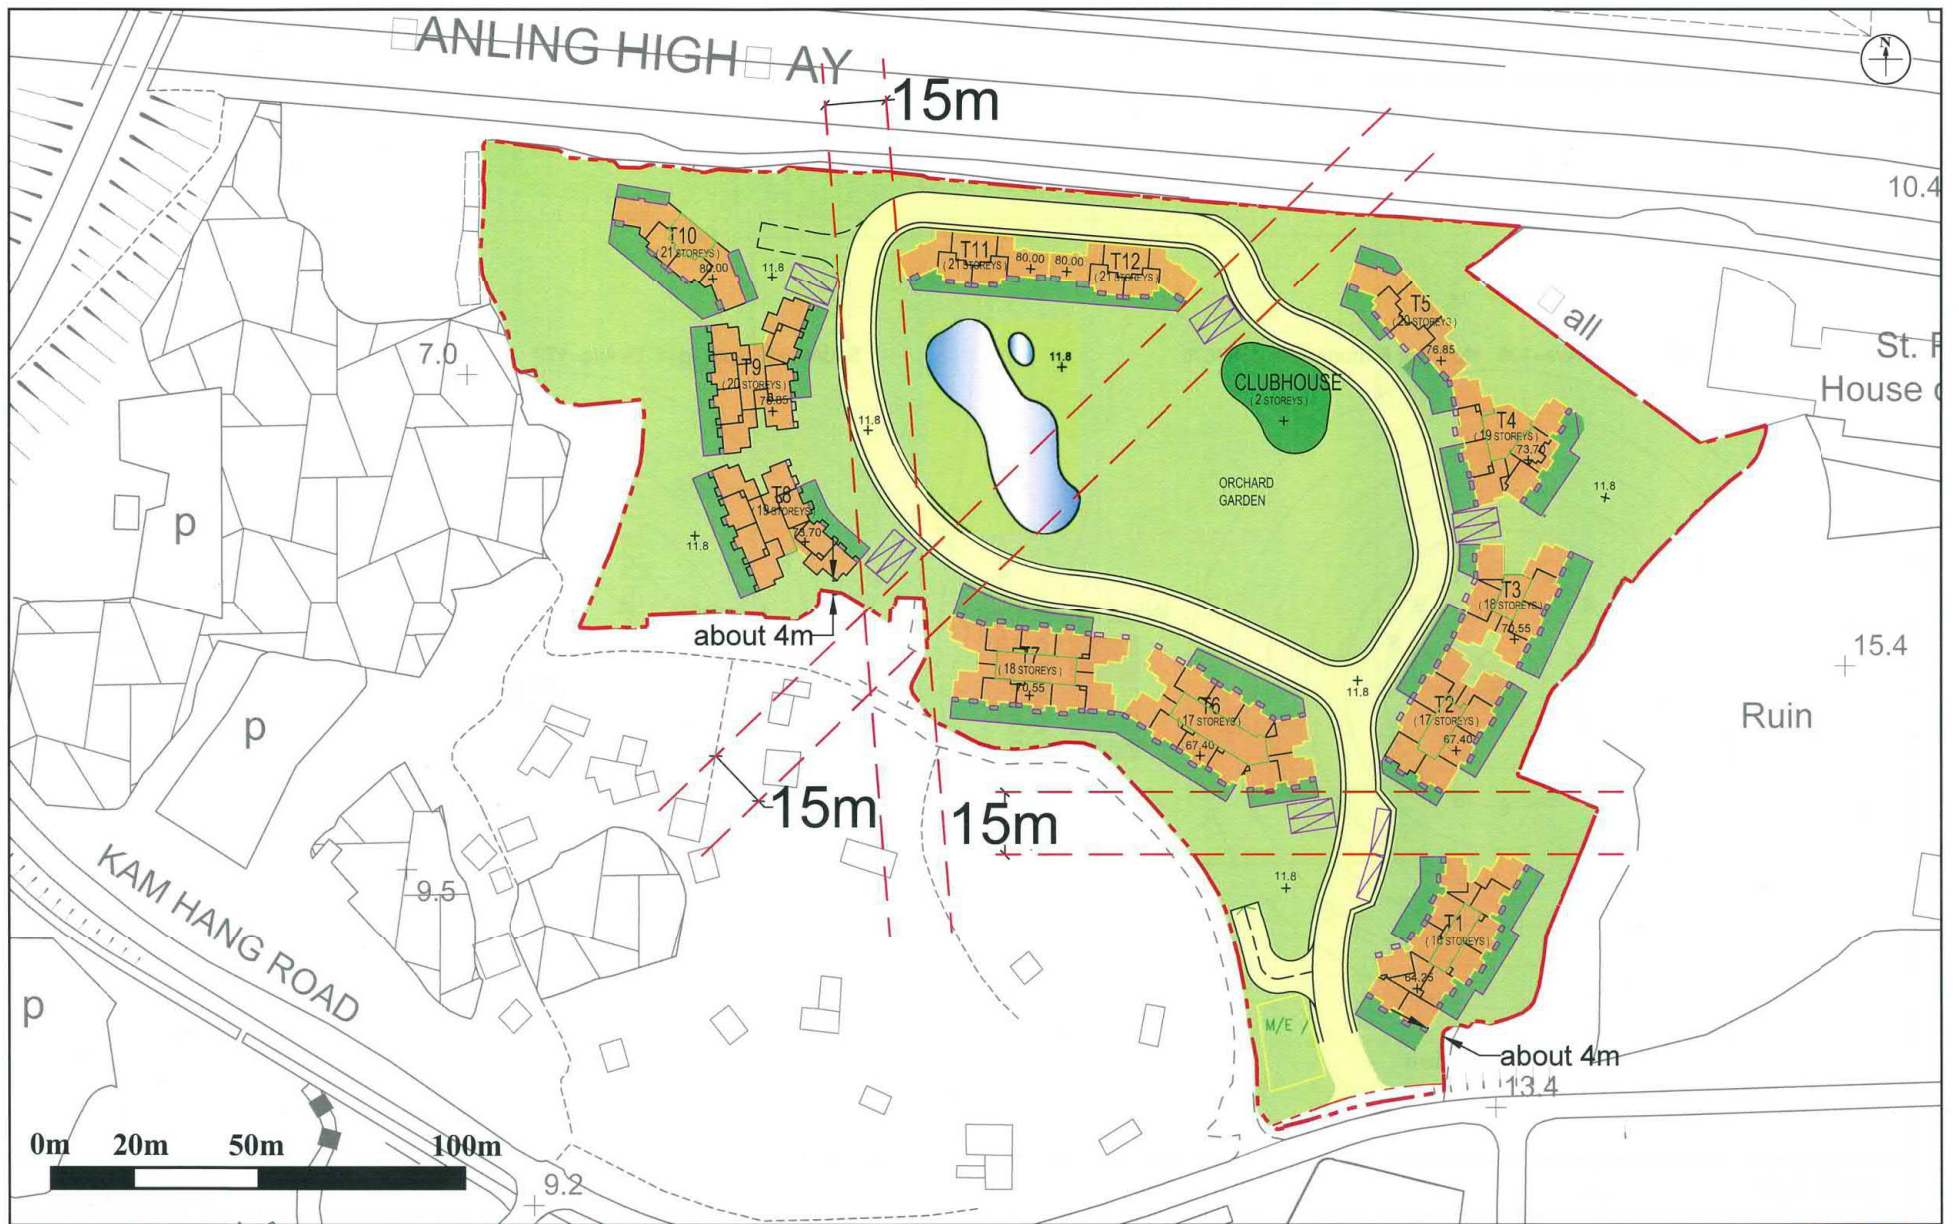 ANLING HIGH AY
N
15m
10.4
T10
(21 STOREYS)
80.00
11.8
T11
(21 STOREYS)
80.00
80.00
T12
(21 STOREYS)
T5
76.85
all
St.
House
7.0
T9
(20 STOREYS)
11.8
CLUBHOUSE
(2 STOREYS)
11.8
T4
(19 STOREYS)
73.70
ORCHARD
GARDEN
11.8
p
T8
(19 STOREYS)
73.70
11.8
T3
(18 STOREYS)
70.55
about 4m
T7
(18 STOREYS)
70.55
15.4
11.8
T6
(17 STOREYS)
67.40
T2
(17 STOREYS)
67.40
Ruin
p
15m
15m
11.8
KAM HANG ROAD
9.5
T1
(16 STOREYS)
64.25
p
M/E
about 4m
13.4
0m 20m 50m 100m
9.2